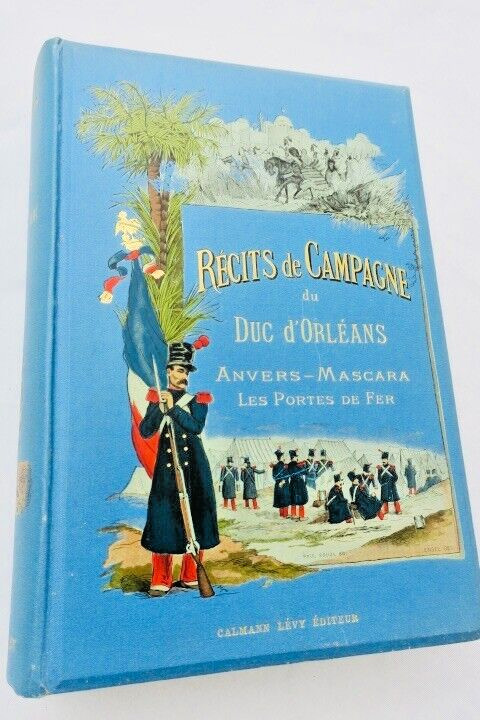 RÉCITS de CAMPAGNE
du
DUC d'ORLÉANS
ANVERS – MASCARA
LES PORTES DE FER
CALMANN LÉVY ÉDITEUR